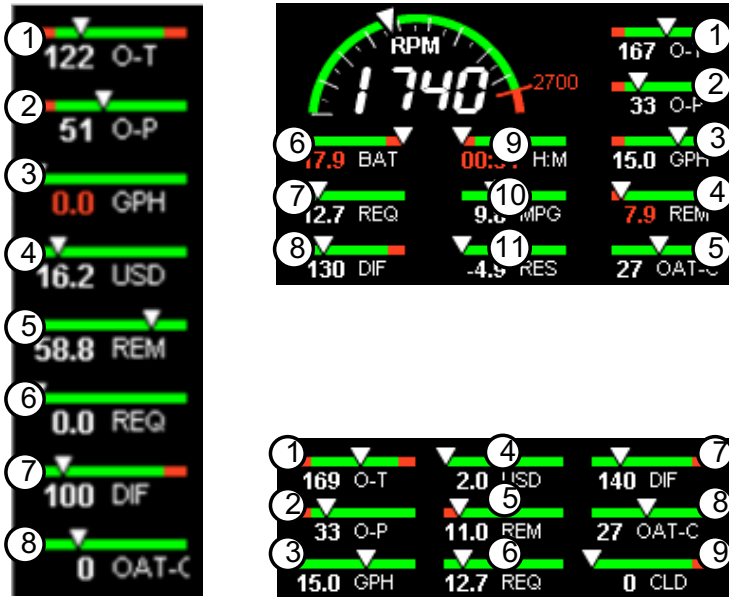 1
122 O-T
2
51 O-P
3
0.0 GPH
4
16.2 USD
5
58.8 REM
6
0.0 REQ
7
100 DIF
8
0 OAT-C
RPM
1740
2700
1
167 O-T
2
33 O-P
6 9 3
17.9 BAT H:M 15.0 GPH
7 10 4
12.7 REQ MPG 7.9 REM
8 11 5
130 DIF -4.9 RES 27 OAT-C
1 4 7
169 O-T 2.0 USD 140 DIF
2 5 8
33 O-P 11.0 REM 27 OAT-C
3 6 9
15.0 GPH 12.7 REQ 0 CLD